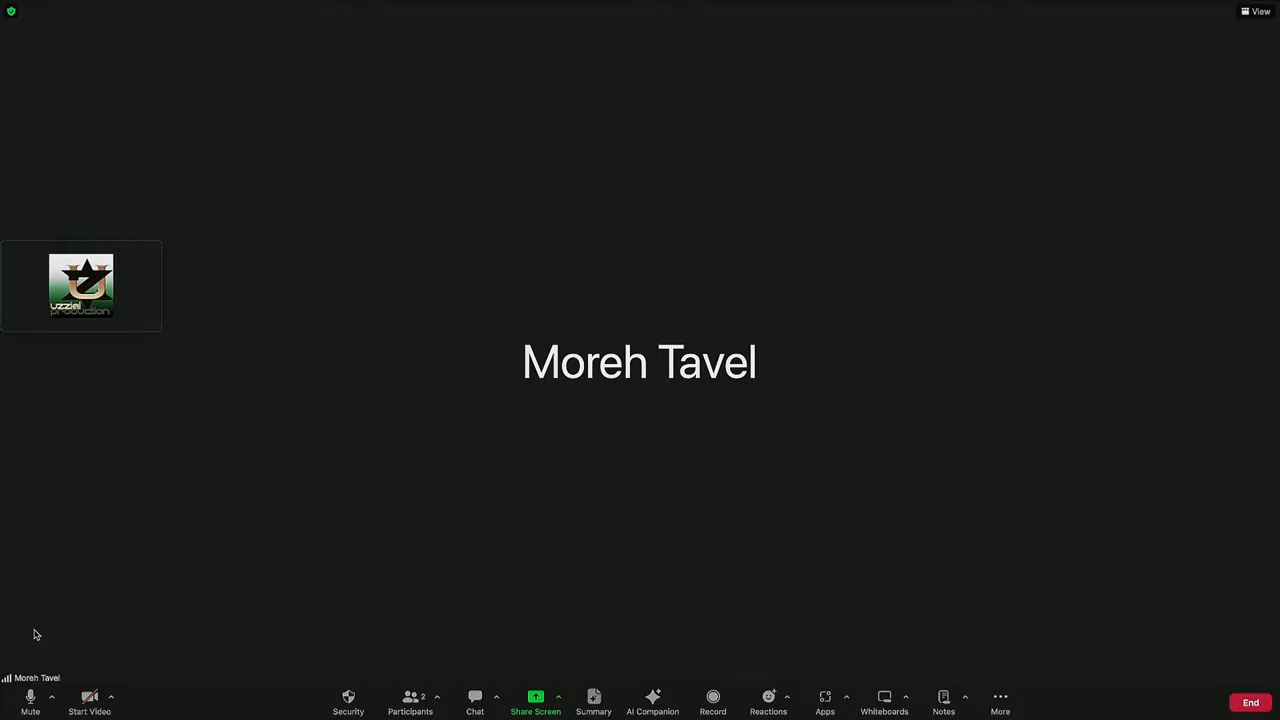 View
U
uzziel
production
Moreh Tavel
Moreh Tavel
Mute
Start Video
Security
Participants
2
Chat
Share Screen
Summary
AI Companion
Record
Reactions
Apps
Whiteboards
Notes
More
End